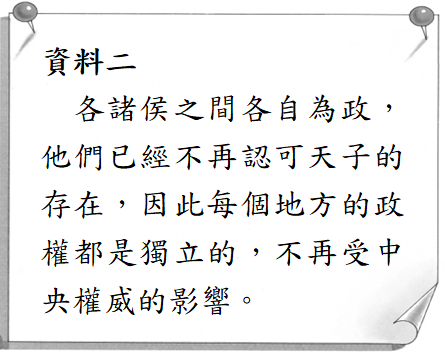 資料二
各諸侯之間各自為政，
他們已經不再認可天子的
存在，因此每個地方的政
權都是獨立的，不再受中
央權威的影響。